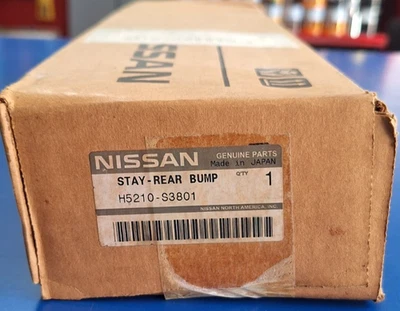 NISSAN
NISSAN
GENUINE PARTS
Made in JAPAN
STAY-REAR BUMP
Q'TY
1
H5210-S3801
NISSAN NORTH AMERICA, INC.